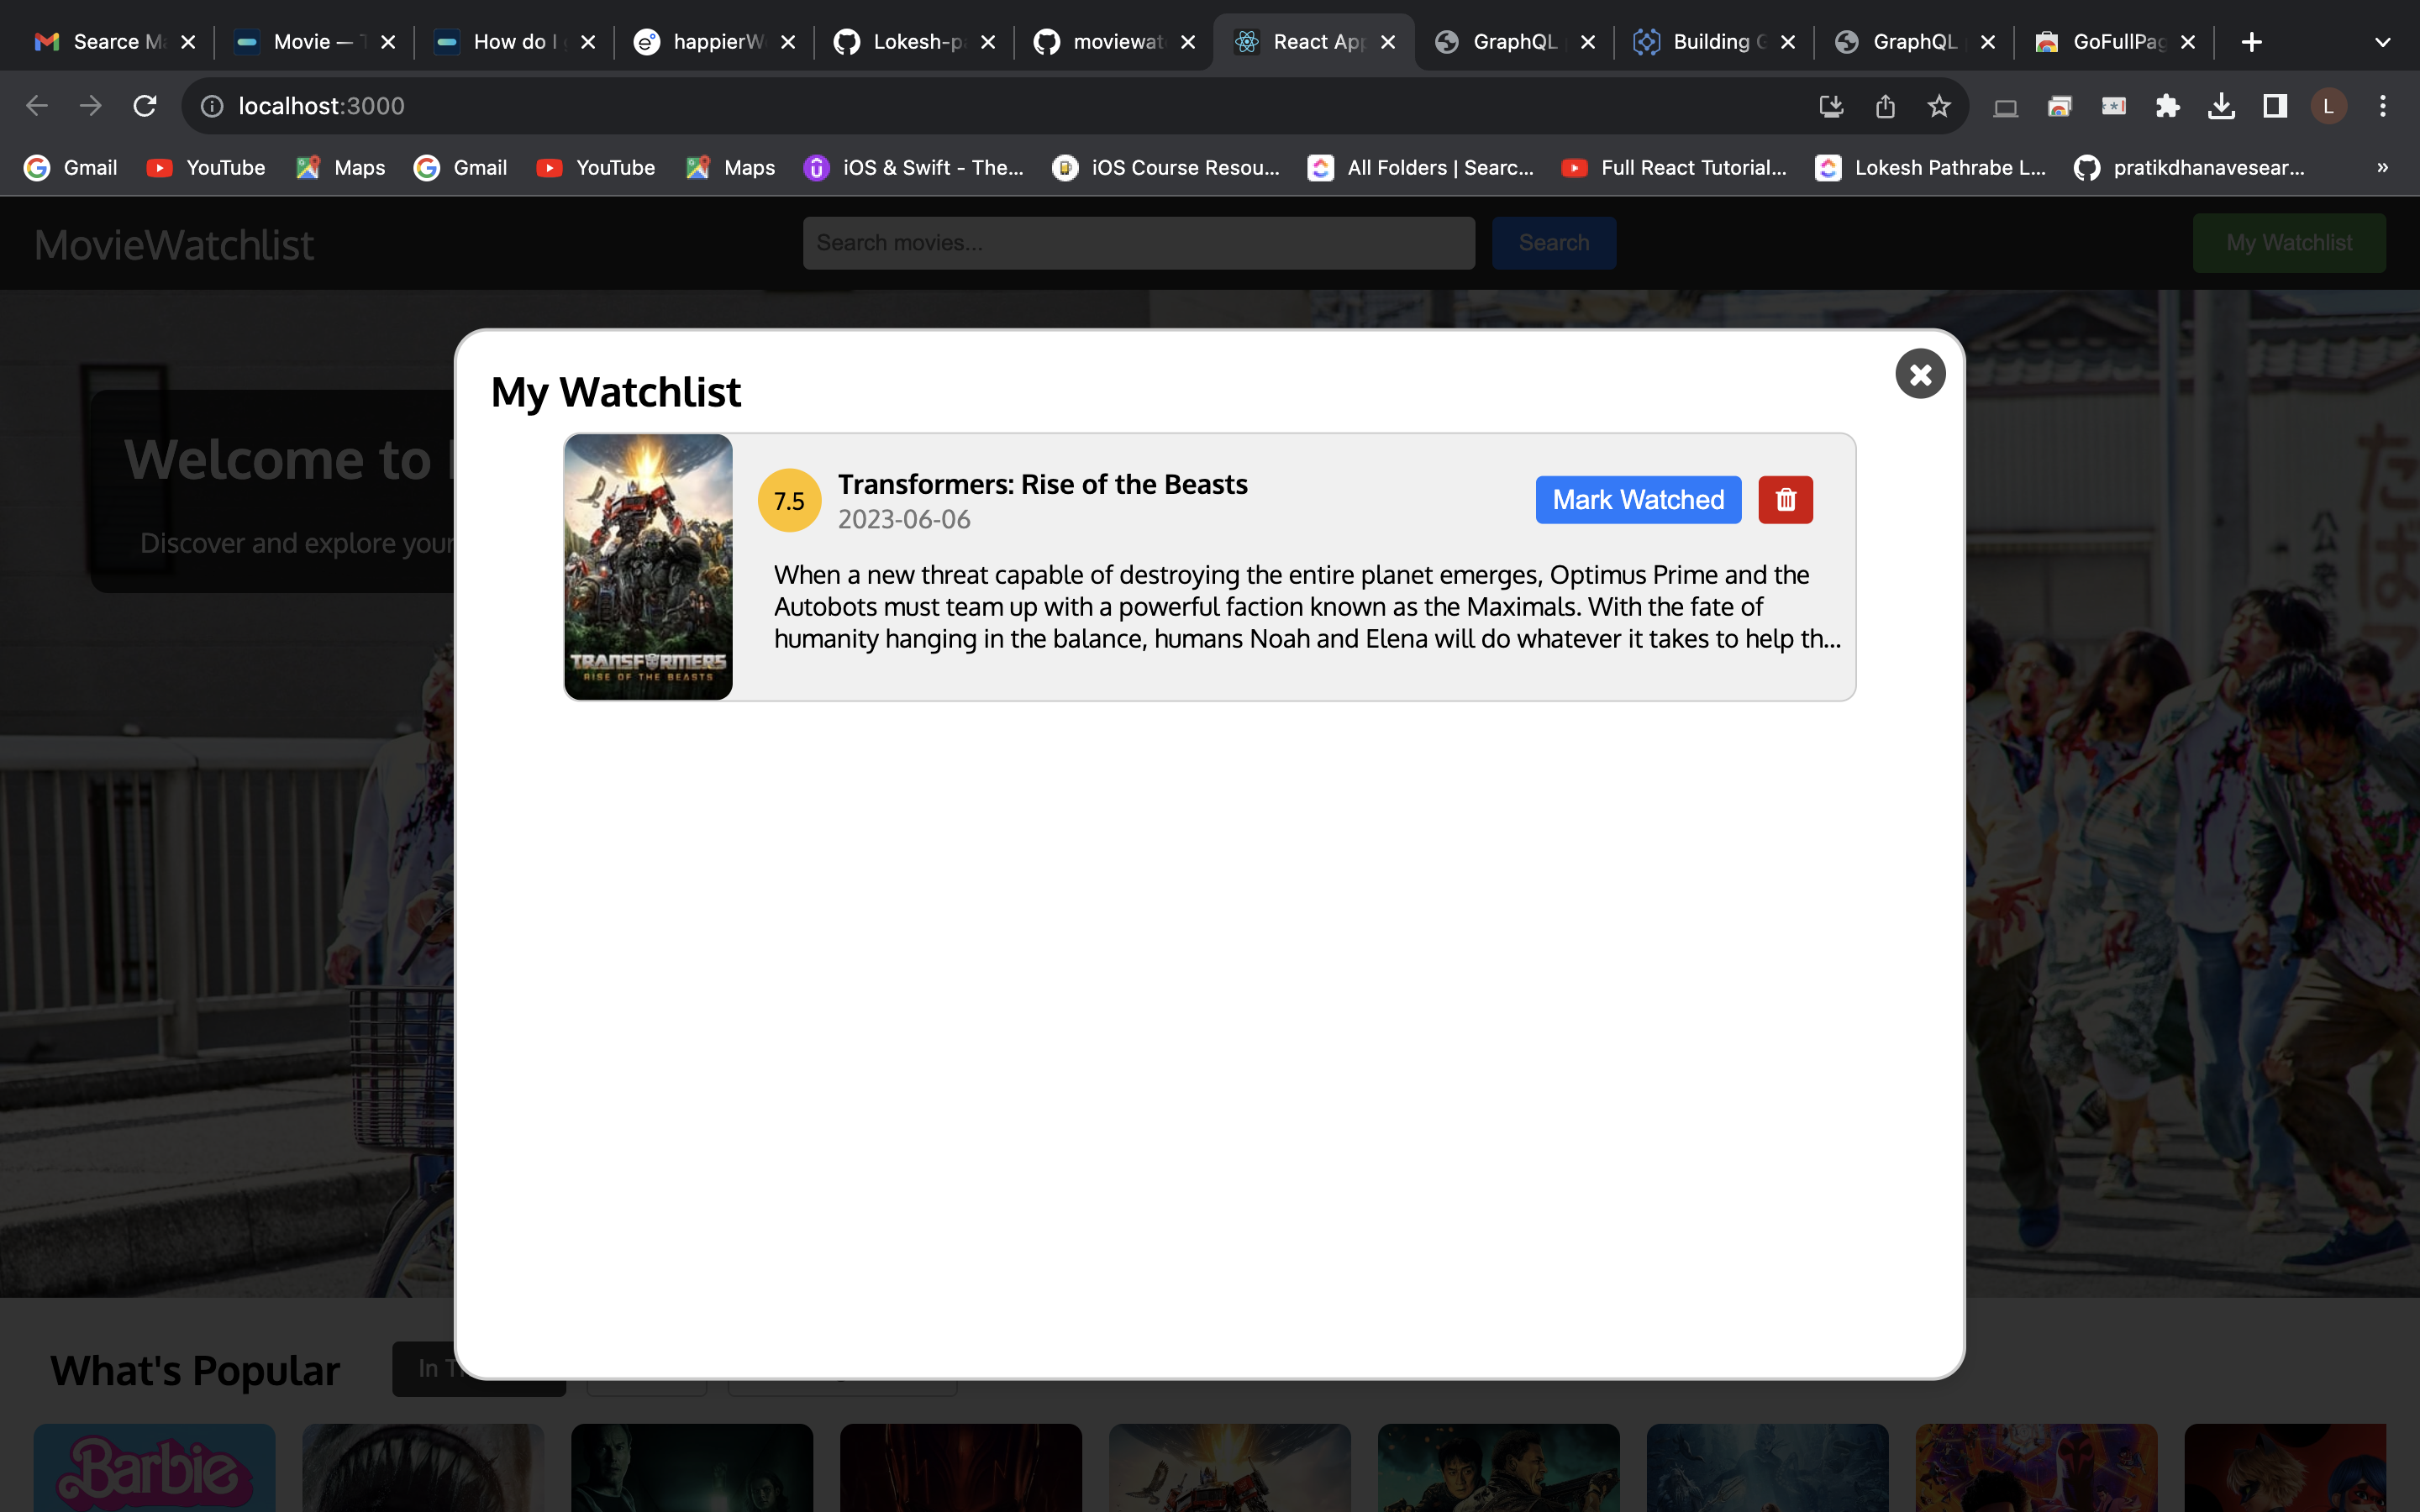 Searce Ma
Movie — T
How do I g
happierW
Lokesh-pa
moviewat
React App
GraphQL
Building G
GraphQL
GoFullPag
localhost:3000
L
Gmail
YouTube
Maps
Gmail
YouTube
Maps
iOS & Swift - The...
iOS Course Resou...
All Folders | Searc...
Full React Tutorial...
Lokesh Pathrabe L...
pratikdhanavesear...
»
MovieWatchlist
Search movies...
Search
My Watchlist
My Watchlist
Welcome to
Discover and explore your
7.5
Transformers: Rise of the Beasts
2023-06-06
Mark Watched
When a new threat capable of destroying the entire planet emerges, Optimus Prime and the
Autobots must team up with a powerful faction known as the Maximals. With the fate of
humanity hanging in the balance, humans Noah and Elena will do whatever it takes to help th...
TRANSFORMERS
RISE OF THE BEASTS
たば
What's Popular
In T
Barbie